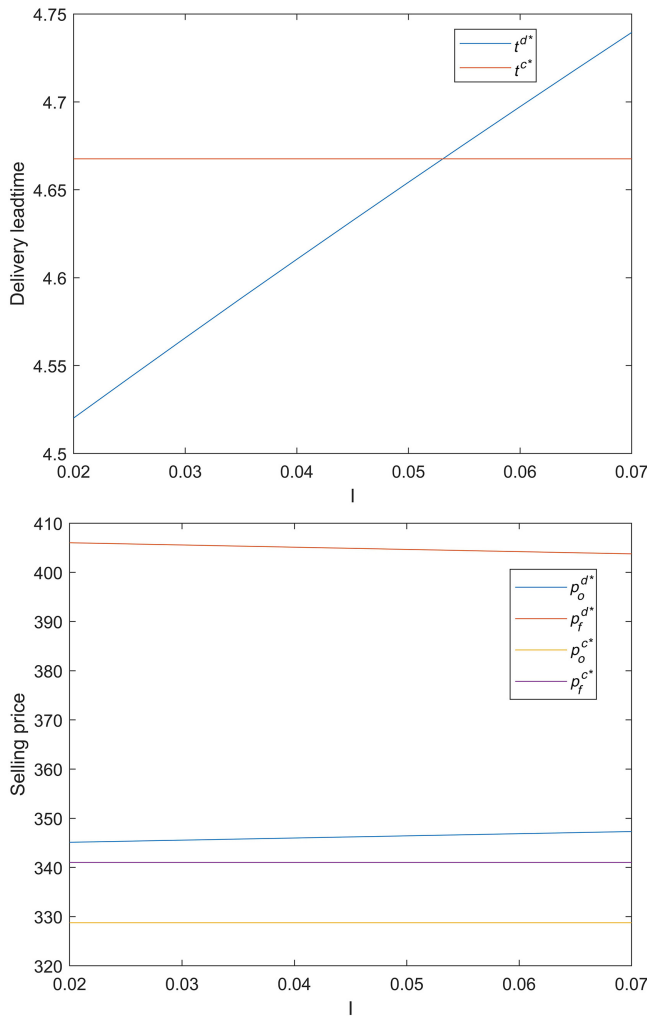 4.75
4.7
4.65
4.6
4.55
4.5
Delivery leadtime
t^d*
t^c*
0.02 0.03 0.04 0.05 0.06 0.07
I
410
400
390
380
370
360
350
340
330
320
Selling price
p_o^d*
p_f^d*
p_o^c*
p_f^c*
0.02 0.03 0.04 0.05 0.06 0.07
I